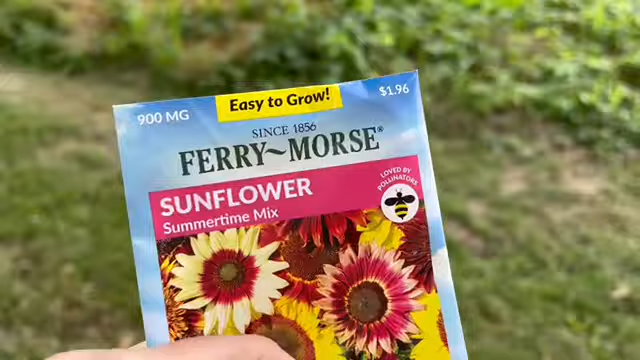 Easy to Grow!
900 MG
$1.96
SINCE 1856
FERRY~MORSE®
SUNFLOWER
Summertime Mix
LOVED BY
POLLINATORS